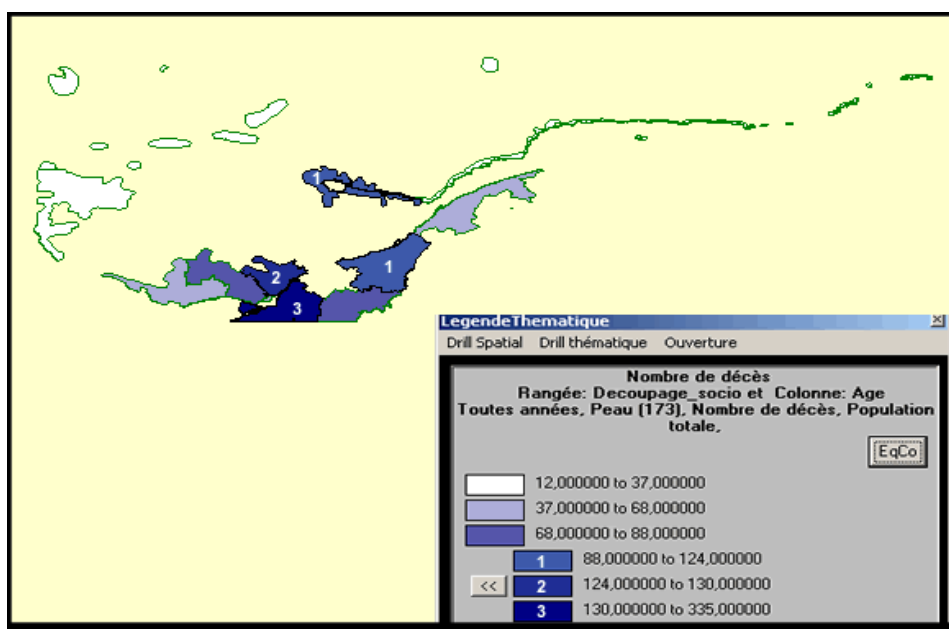 1
1
2
3
LegendeThematique
Drill Spatial Drill thématique Ouverture
Nombre de décès
Rangée: Decoupage_socio et Colonne: Age
Toutes années, Peau (173), Nombre de décès, Population
totale,
EqCo
12,000000 to 37,000000
37,000000 to 68,000000
68,000000 to 88,000000
1 88,000000 to 124,000000
<< 2 124,000000 to 130,000000
3 130,000000 to 335,000000